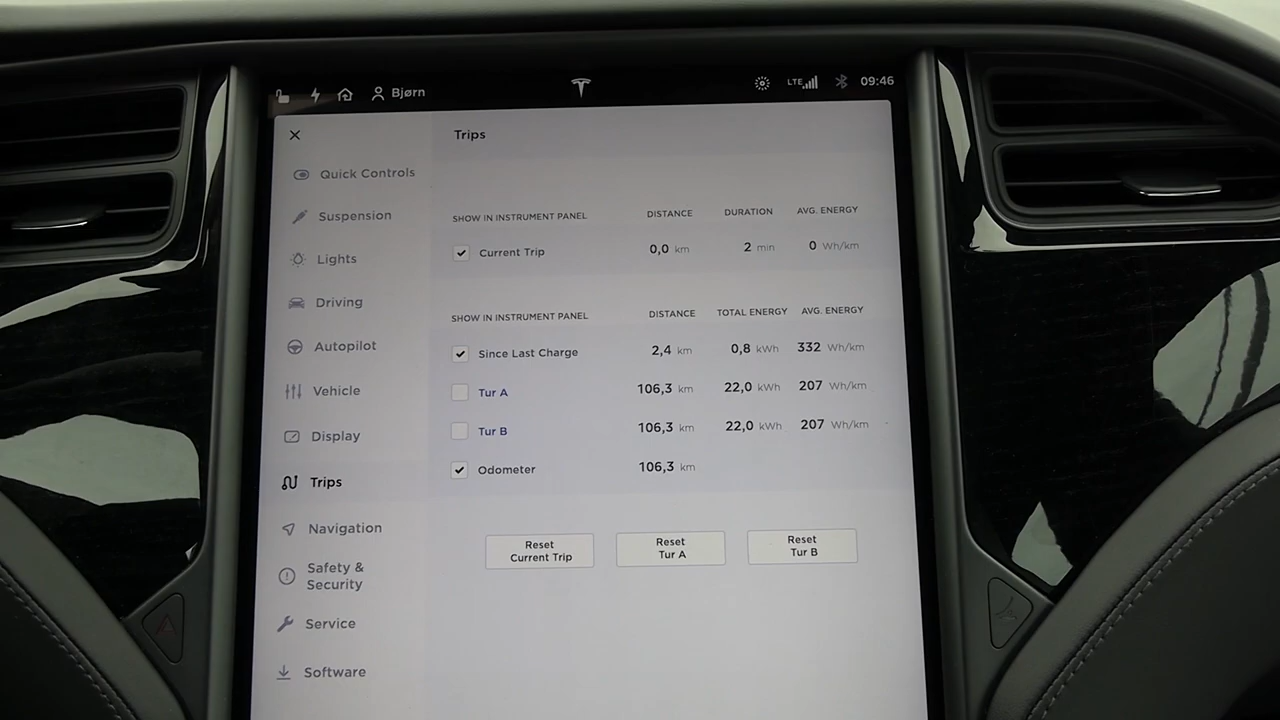 Bjørn
LTE
09:46
Trips
Quick Controls
Suspension
Lights
Driving
Autopilot
Vehicle
Display
Trips
Navigation
Safety &
Security
Service
Software
SHOW IN INSTRUMENT PANEL DISTANCE DURATION AVG. ENERGY
Current Trip 0,0 km 2 min 0 Wh/km
SHOW IN INSTRUMENT PANEL DISTANCE TOTAL ENERGY AVG. ENERGY
Since Last Charge 2,4 km 0,8 kWh 332 Wh/km
Tur A 106,3 km 22,0 kWh 207 Wh/km
Tur B 106,3 km 22,0 kWh 207 Wh/km
Odometer 106,3 km
Reset
Current Trip
Reset
Tur A
Reset
Tur B